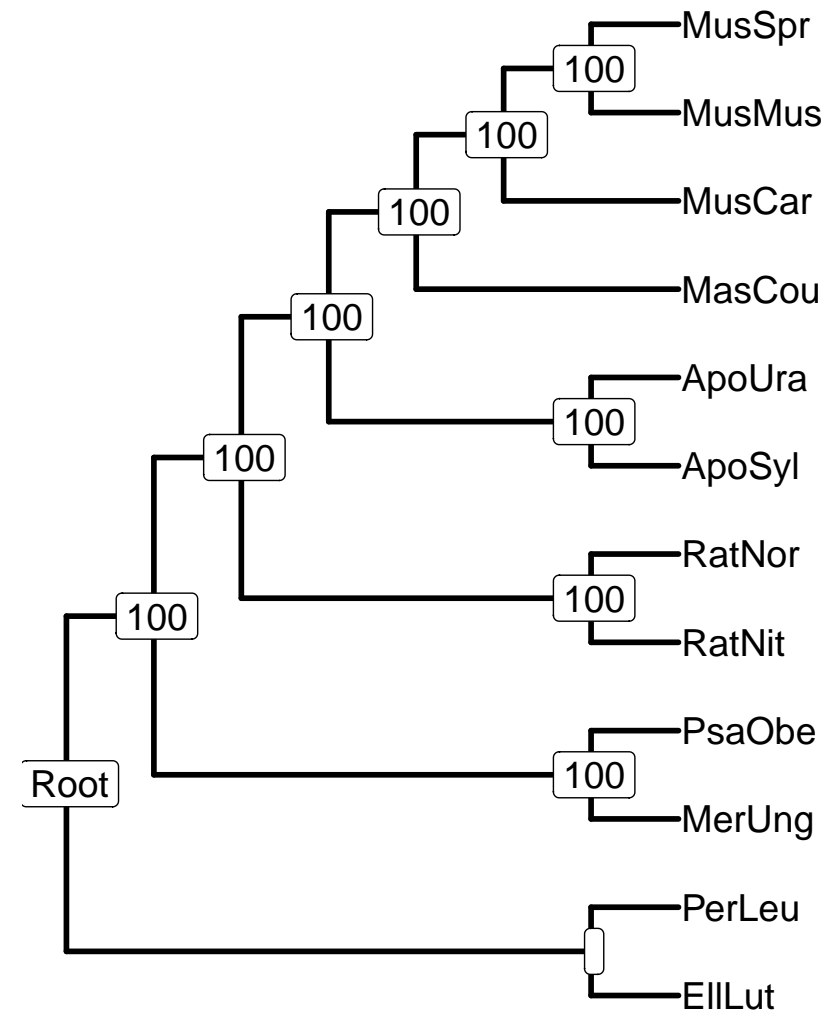 MusSpr
100
MusMus
100
MusCar
100
MasCou
100
ApoUra
100
ApoSyl
100
RatNor
100
RatNit
100
PsaObe
100
MerUng
Root
PerLeu
EllLut